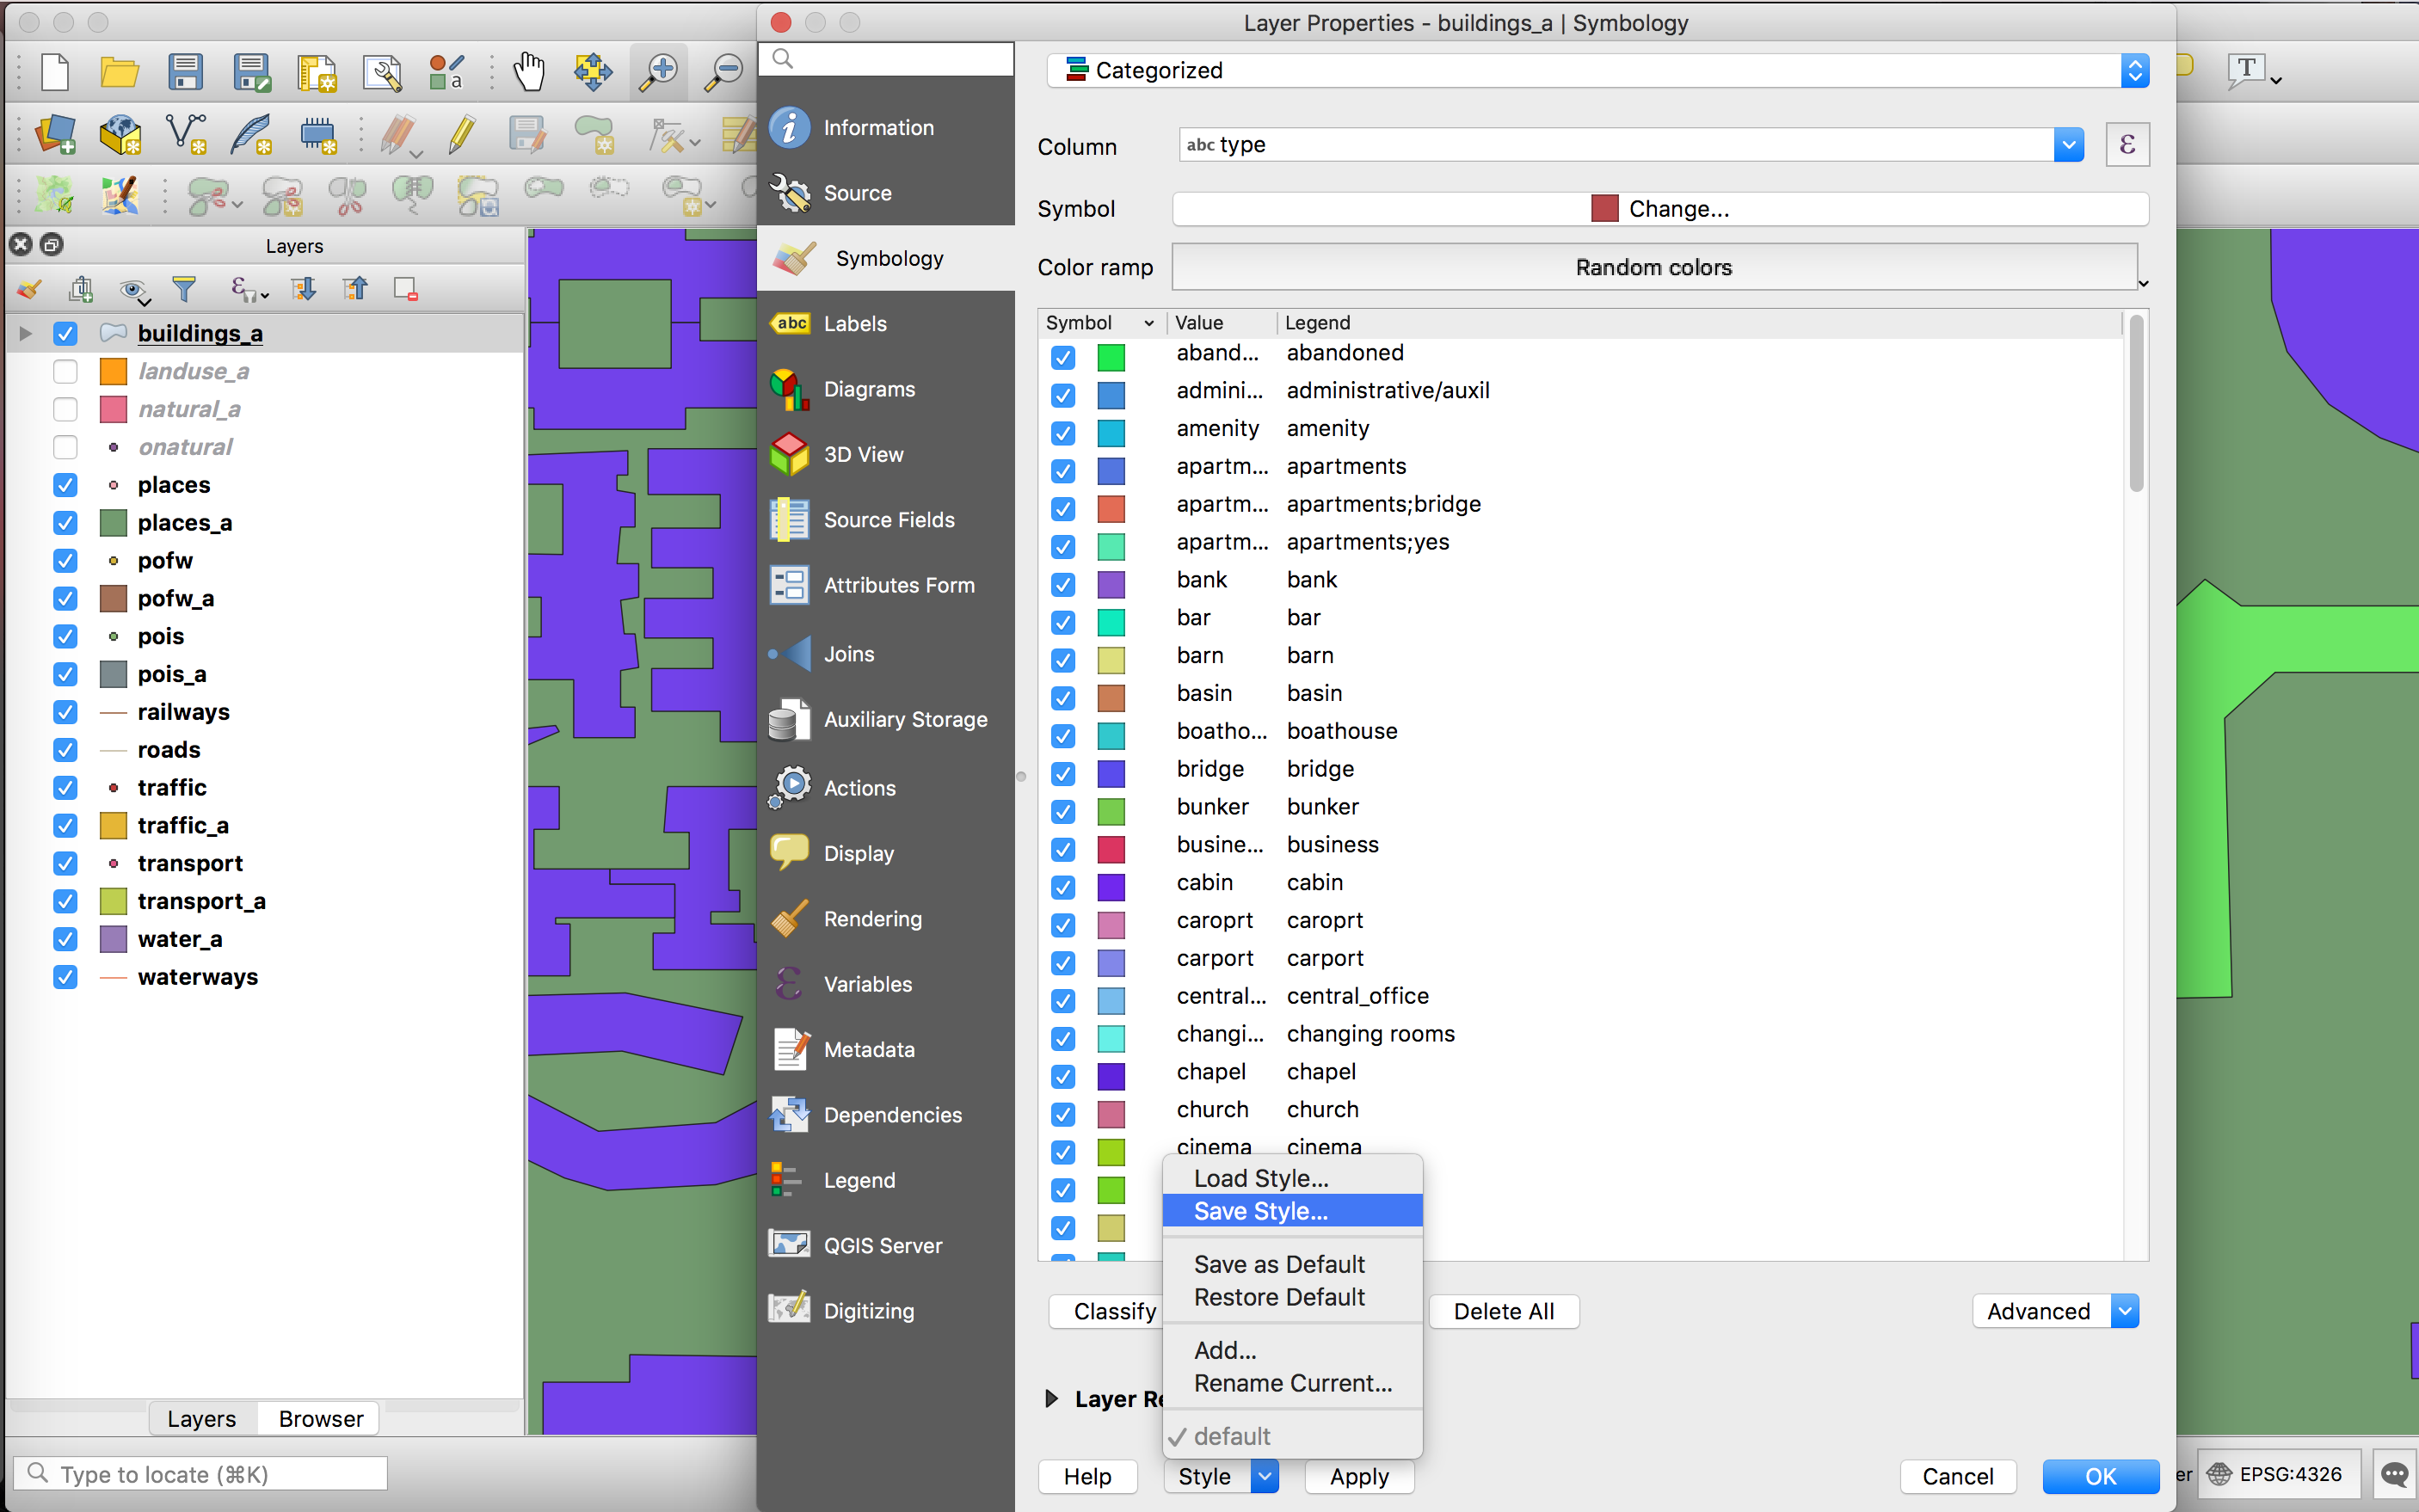 Layer Properties - buildings_a | Symbology
a
T
Layers
buildings_a
landuse_a
natural_a
onatural
places
places_a
pofw
pofw_a
pois
pois_a
railways
roads
traffic
traffic_a
transport
transport_a
water_a
waterways
Layers
Browser
Type to locate (⌘K)
Information
Source
Symbology
abc Labels
Diagrams
3D View
Source Fields
Attributes Form
Joins
Auxiliary Storage
Actions
Display
Rendering
Variables
Metadata
Dependencies
Legend
QGIS Server
Digitizing
Categorized
Column
abc type
ε
Symbol
Change...
Color ramp
Random colors
Symbol Value Legend
aband... abandoned
admini... administrative/auxil
amenity amenity
apartm... apartments
apartm... apartments;bridge
apartm... apartments;yes
bank bank
bar bar
barn barn
basin basin
boatho... boathouse
bridge bridge
bunker bunker
busine... business
cabin cabin
caroprt caroprt
carport carport
central... central_office
changi... changing rooms
chapel chapel
church church
cinema cinema
Load Style...
Save Style...
Save as Default
Restore Default
Add...
Rename Current...
✓ default
Classify
Delete All
Advanced
Layer Re
Help
Style
Apply
Cancel
OK
er
EPSG:4326